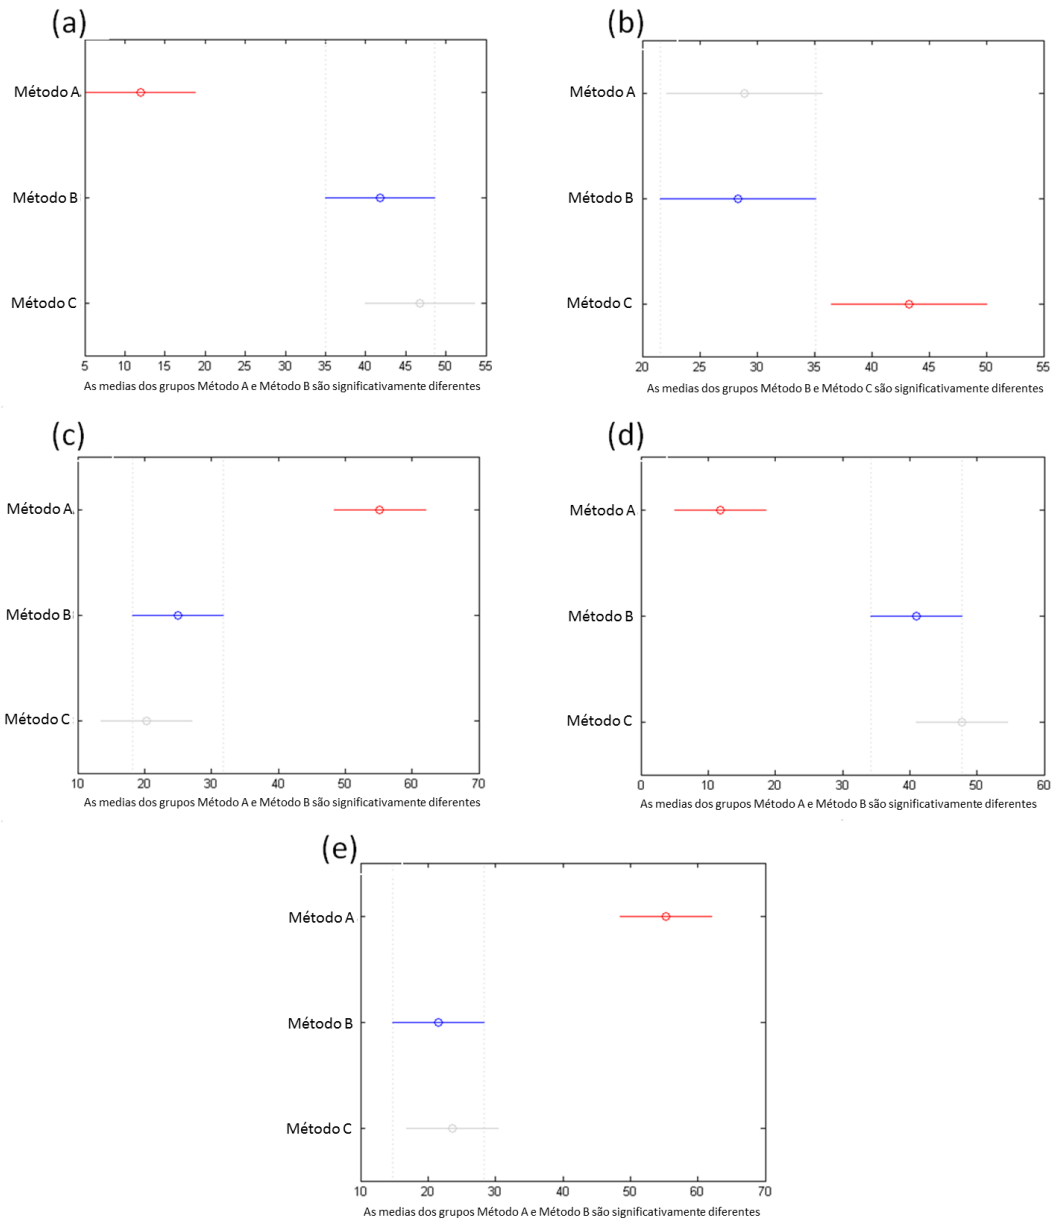 (a)
Método A
Método B
Método C
5 10 15 20 25 30 35 40 45 50 55
As medias dos grupos Método A e Método B são significativamente diferentes
(b)
Método A
Método B
Método C
20 25 30 35 40 45 50 55
As medias dos grupos Método B e Método C são significativamente diferentes
(c)
Método A
Método B
Método C
10 20 30 40 50 60 70
As medias dos grupos Método A e Método B são significativamente diferentes
(d)
Método A
Método B
Método C
0 10 20 30 40 50 60
As medias dos grupos Método A e Método B são significativamente diferentes
(e)
Método A
Método B
Método C
10 20 30 40 50 60 70
As medias dos grupos Método A e Método B são significativamente diferentes